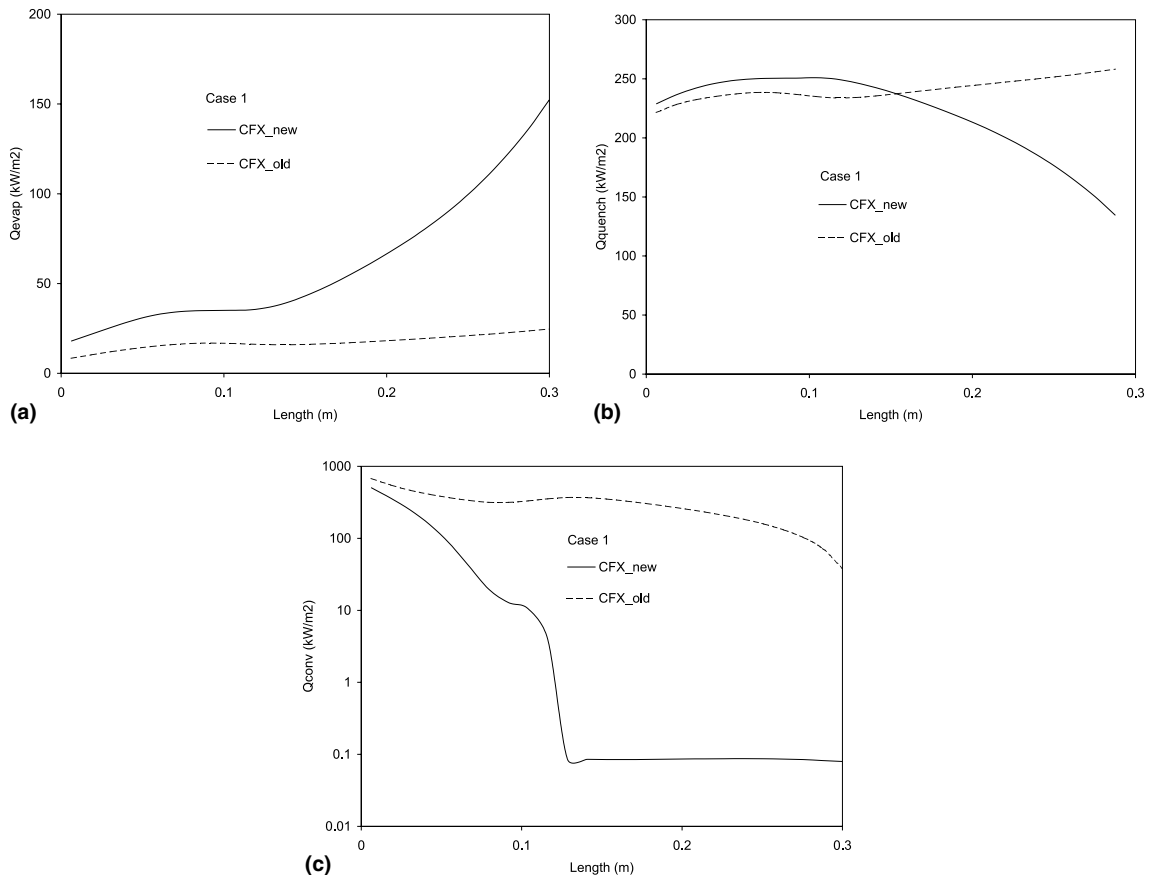 200
150
100
50
0
Qevap (kW/m2)
Case 1
CFX_new
CFX_old
0
0.1
0.2
0.3
Length (m)
(a)
300
250
200
150
100
50
0
Qquench (kW/m2)
Case 1
CFX_new
CFX_old
0
0.1
0.2
0.3
Length (m)
(b)
1000
100
10
1
0.1
0.01
Qconv (kW/m2)
Case 1
CFX_new
CFX_old
0
0.1
0.2
0.3
Length (m)
(c)